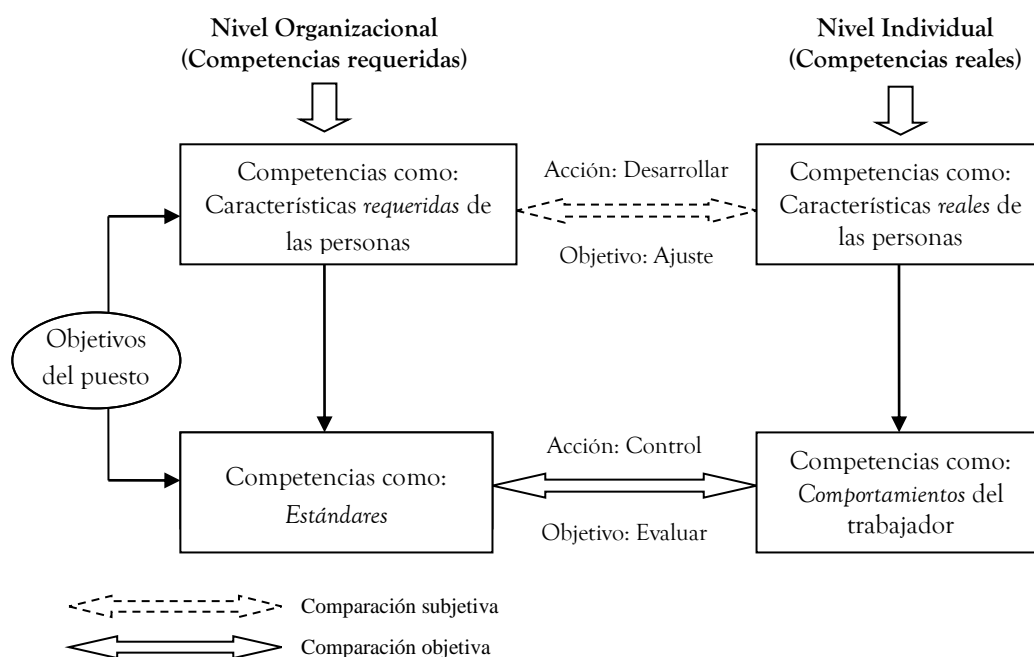 Nivel Organizacional
(Competencias requeridas)
Nivel Individual
(Competencias reales)
Competencias como:
Características requeridas de
las personas
Acción: Desarrollar
Objetivo: Ajuste
Competencias como:
Características reales de
las personas
Objetivos
del puesto
Competencias como:
Estándares
Acción: Control
Objetivo: Evaluar
Competencias como:
Comportamientos del
trabajador
Comparación subjetiva
Comparación objetiva